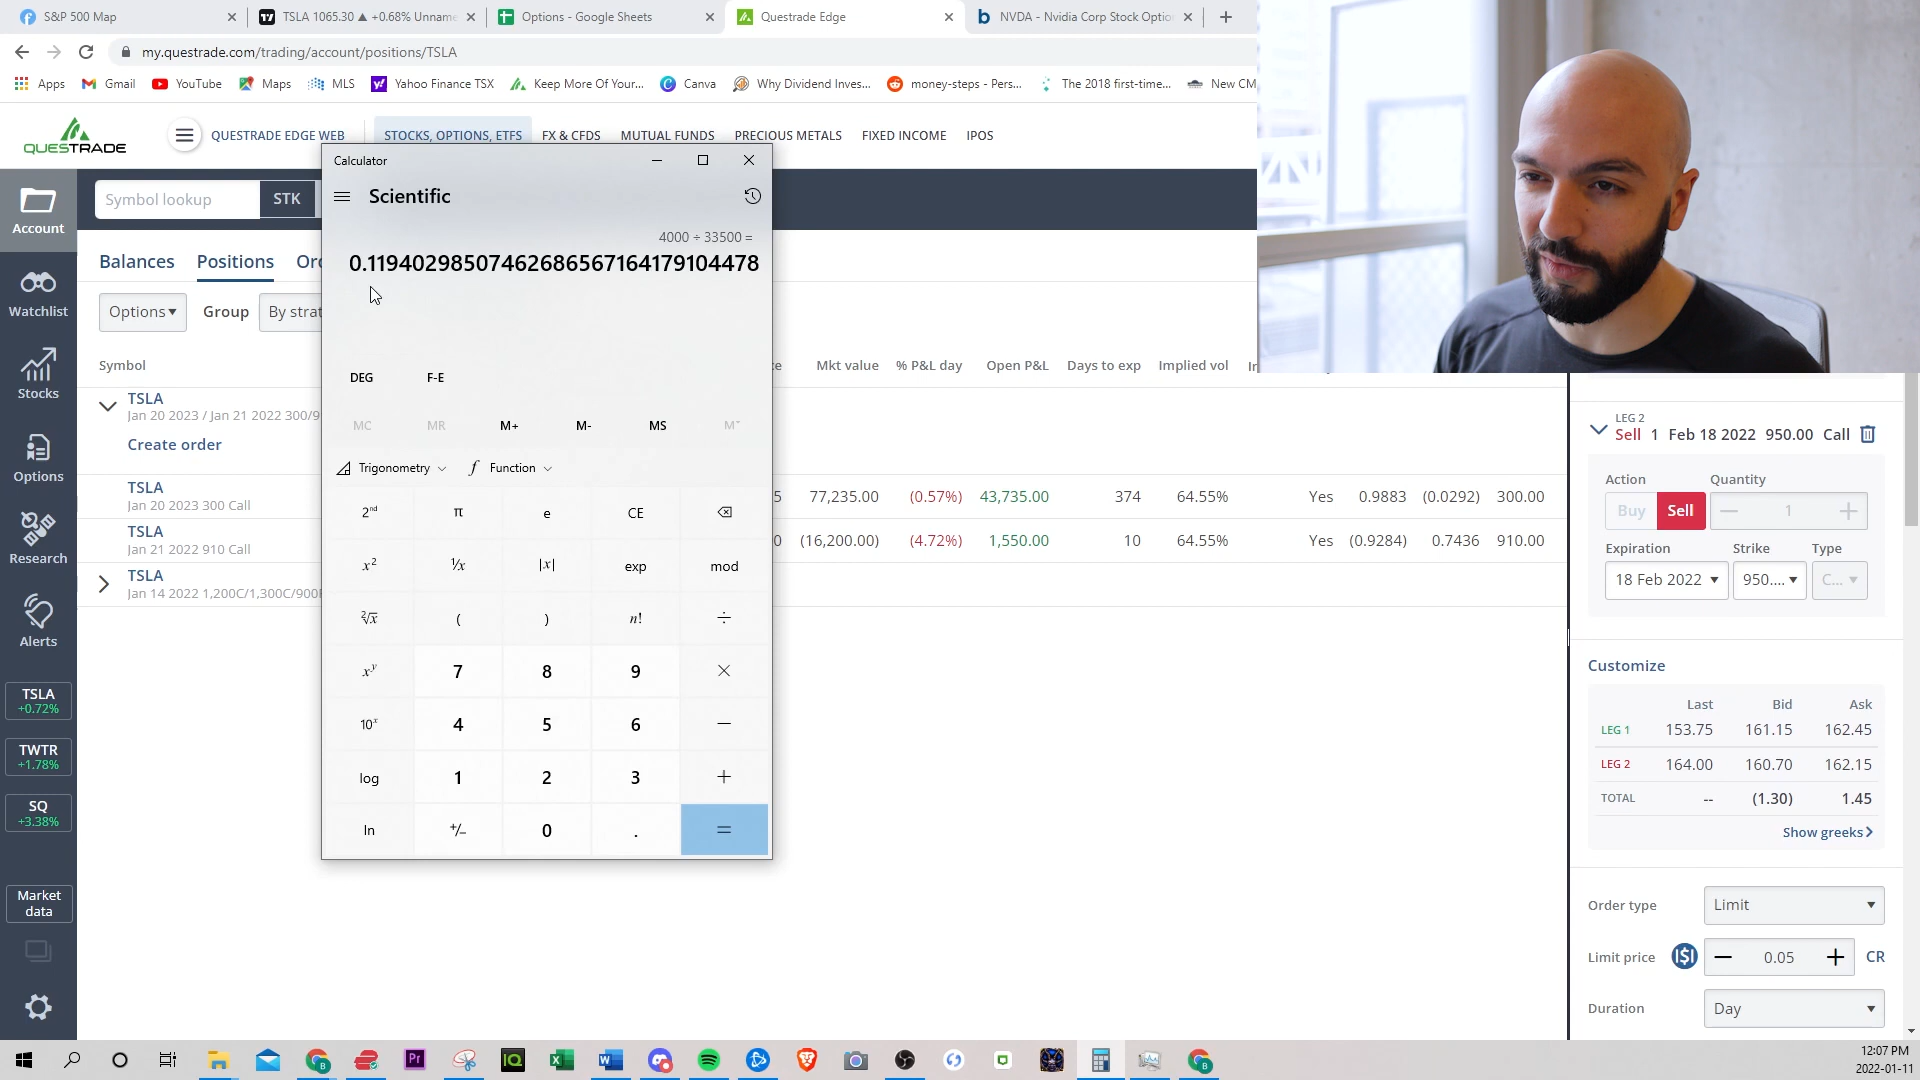 S&P 500 Map
TSLA 1065.30 ▲ +0.68% Unname
Options - Google Sheets
Questrade Edge
NVDA - Nvidia Corp Stock Optio
my.questrade.com/trading/account/positions/TSLA
Apps
Gmail
YouTube
Maps
MLS
Yahoo Finance TSX
Keep More Of Your...
Canva
Why Dividend Inves...
money-steps - Pers...
The 2018 first-time...
New CM
QUESTRADE
QUESTRADE EDGE WEB
STOCKS, OPTIONS, ETFS
FX & CFDS
MUTUAL FUNDS
PRECIOUS METALS
FIXED INCOME
IPOS
Account
Watchlist
Stocks
Options
Research
Alerts
TSLA
+0.72%
TWTR
+1.78%
SQ
+3.38%
Market
data
Symbol lookup
STK
Balances
Positions
Orc
Options▾
Group
By strat
Symbol
Mkt value
% P&L day
Open P&L
Days to exp
Implied vol
TSLA
Jan 20 2023 / Jan 21 2022 300/9
Create order
TSLA
Jan 20 2023 300 Call
5 77,235.00 (0.57%) 43,735.00 374 64.55% Yes 0.9883 (0.0292) 300.00
TSLA
Jan 21 2022 910 Call
0 (16,200.00) (4.72%) 1,550.00 10 64.55% Yes (0.9284) 0.7436 910.00
TSLA
Jan 14 2022 1,200C/1,300C/900P
Calculator
Scientific
4000 ÷ 33500 =
0.11940298507462686567164179104478
DEG F-E
MC MR M+ M- MS M˅
Trigonometry
f Function
2nd π e CE
x² ¹/x |x| exp mod
²√x ( ) n! ÷
xʸ 7 8 9 ×
10ˣ 4 5 6 −
log 1 2 3 +
ln +/− 0 . =
LEG 2
Sell 1 Feb 18 2022 950.00 Call
Action Quantity
Buy Sell − 1 +
Expiration Strike Type
18 Feb 2022 ▾ 950.... ▾ C... ▾
Customize
Last Bid Ask
LEG 1 153.75 161.15 162.45
LEG 2 164.00 160.70 162.15
TOTAL -- (1.30) 1.45
Show greeks
Order type Limit
Limit price − 0.05 + CR
Duration Day
12:07 PM
2022-01-11